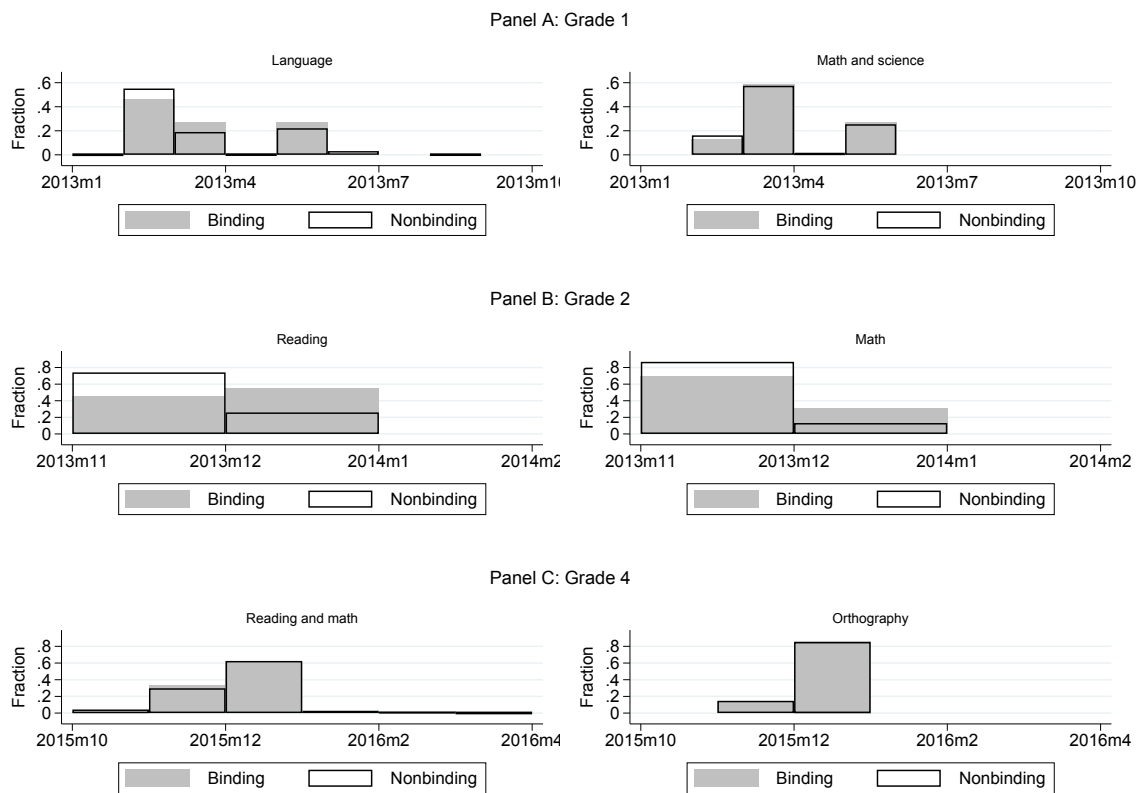 Panel A: Grade 1
Language
Fraction
.6
.4
.2
0
2013m1 2013m4 2013m7 2013m1(
Binding Nonbinding
Math and science
Fraction
.6
.4
.2
0
2013m1 2013m4 2013m7 2013m10
Binding Nonbinding
Panel B: Grade 2
Reading
Fraction
.8
.6
.4
.2
0
2013m11 2013m12 2014m1 2014m2
Binding Nonbinding
Math
Fraction
.8
.6
.4
.2
0
2013m11 2013m12 2014m1 2014m2
Binding Nonbinding
Panel C: Grade 4
Reading and math
Fraction
.8
.6
.4
.2
0
2015m10 2015m12 2016m2 2016m4
Binding Nonbinding
Orthography
Fraction
.8
.6
.4
.2
0
2015m10 2015m12 2016m2 2016m4
Binding Nonbinding